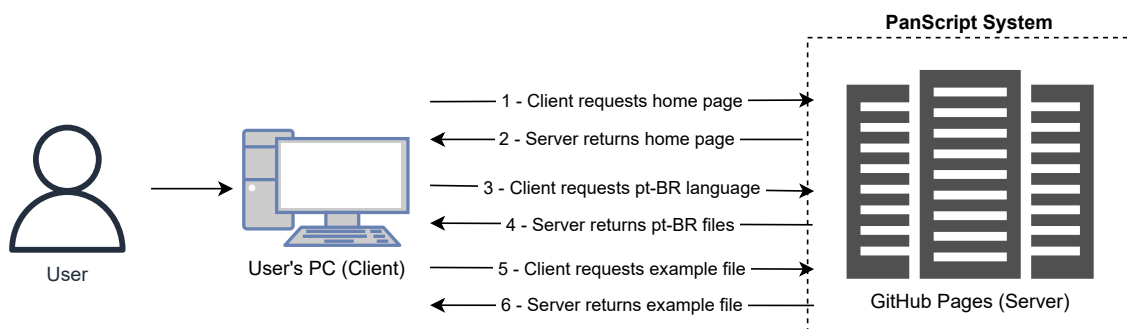 PanScript System
1 - Client requests home page
2 - Server returns home page
3 - Client requests pt-BR language
4 - Server returns pt-BR files
5 - Client requests example file
6 - Server returns example file
User
User's PC (Client)
GitHub Pages (Server)